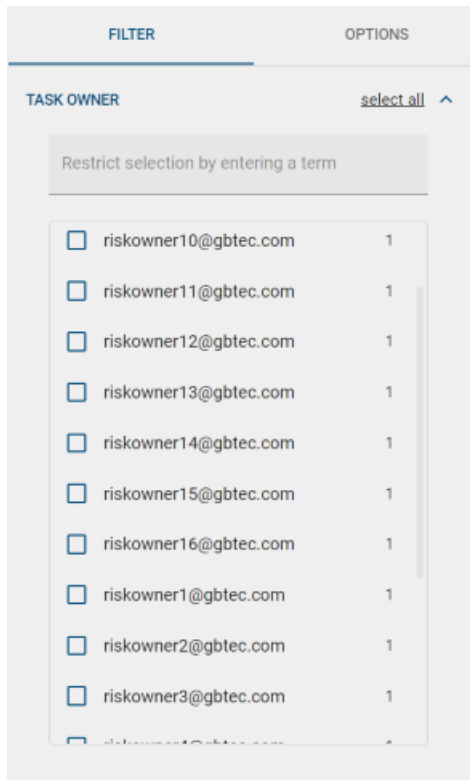 FILTER OPTIONS
TASK OWNER select all
Restrict selection by entering a term
riskowner10@gbtec.com 1
riskowner11@gbtec.com 1
riskowner12@gbtec.com 1
riskowner13@gbtec.com 1
riskowner14@gbtec.com 1
riskowner15@gbtec.com 1
riskowner16@gbtec.com 1
riskowner1@gbtec.com 1
riskowner2@gbtec.com 1
riskowner3@gbtec.com 1